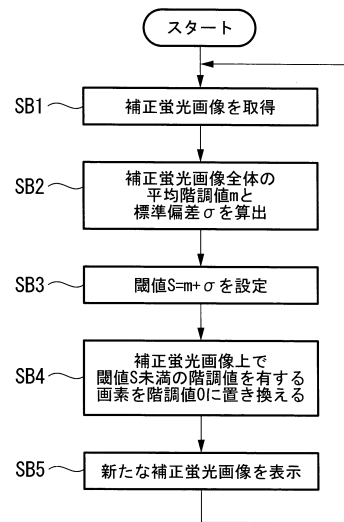 スタート
SB1
補正蛍光画像を取得
SB2
補正蛍光画像全体の
平均階調値mと
標準偏差σを算出
SB3
閾値S=m+σを設定
SB4
補正蛍光画像上で
閾値S未満の階調値を有する
画素を階調値0に置き換える
SB5
新たな補正蛍光画像を表示